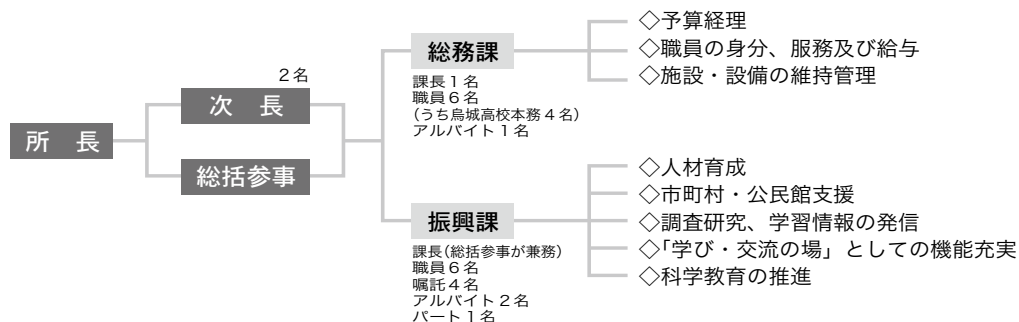 所　長
２名
次　長
総括参事
総務課
課長１名
職員６名
(うち烏城高校本務４名)
アルバイト１名
◇予算経理
◇職員の身分、服務及び給与
◇施設・設備の維持管理
振興課
課長(総括参事が兼務)
職員６名
嘱託４名
アルバイト２名
パート１名
◇人材育成
◇市町村・公民館支援
◇調査研究、学習情報の発信
◇「学び・交流の場」としての機能充実
◇科学教育の推進